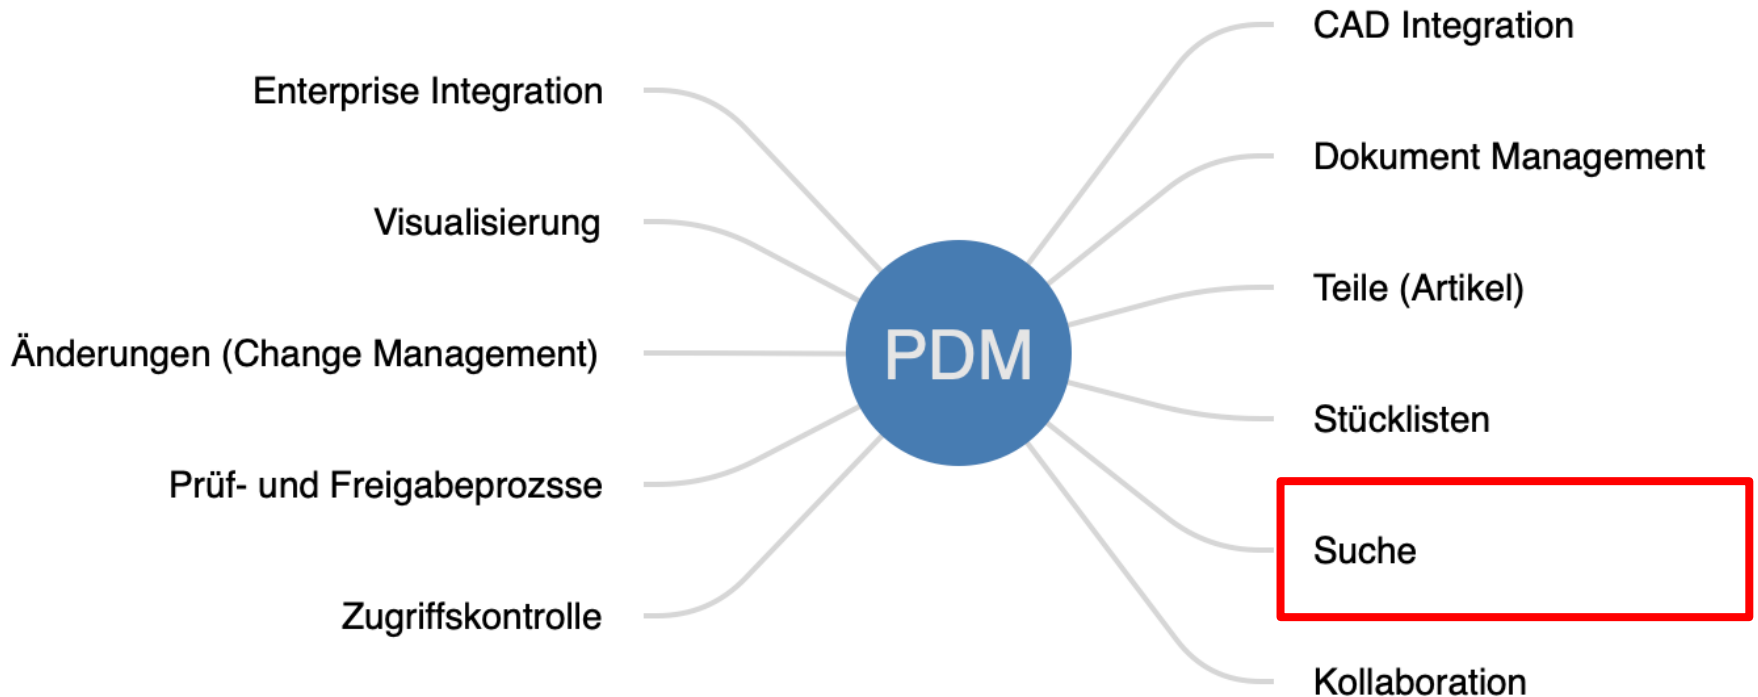 Enterprise Integration
Visualisierung
Änderungen (Change Management)
Prüf- und Freigabeprozsse
Zugriffskontrolle
PDM
CAD Integration
Dokument Management
Teile (Artikel)
Stücklisten
Suche
Kollaboration